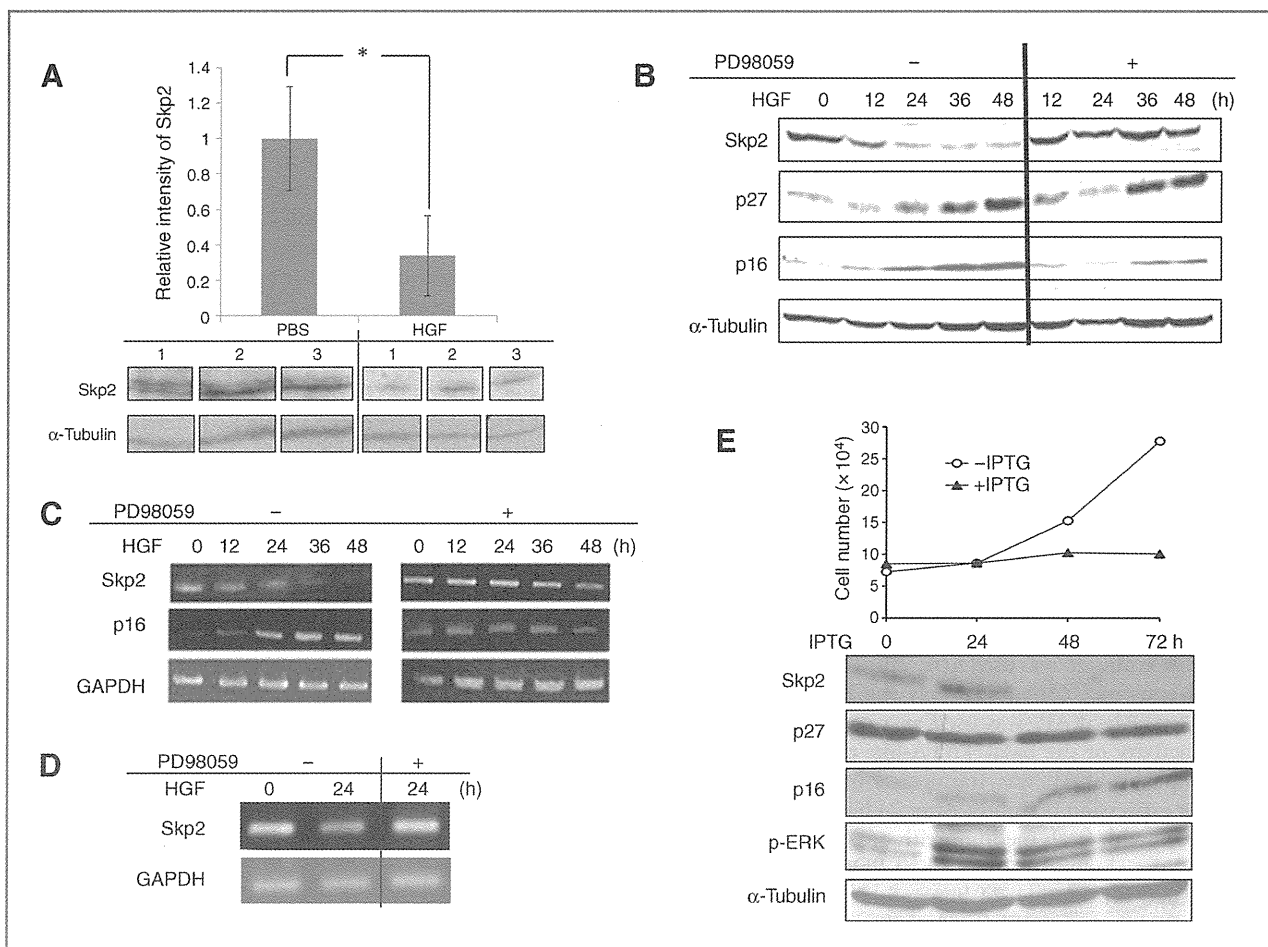 A
*
Relative intensity of Skp2
1.4
1.2
1
0.8
0.6
0.4
0.2
0
PBS HGF
1 2 3 1 2 3
Skp2
α-Tubulin
B
PD98059 − +
HGF 0 12 24 36 48 12 24 36 48 (h)
Skp2
p27
p16
α-Tubulin
C
PD98059 − +
HGF 0 12 24 36 48 0 12 24 36 48 (h)
Skp2
p16
GAPDH
D
PD98059 − +
HGF 0 24 24 (h)
Skp2
GAPDH
E
Cell number (×10⁴)
30
25
20
15
10
5
0
−IPTG
+IPTG
IPTG 0 24 48 72 h
Skp2
p27
p16
p-ERK
α-Tubulin